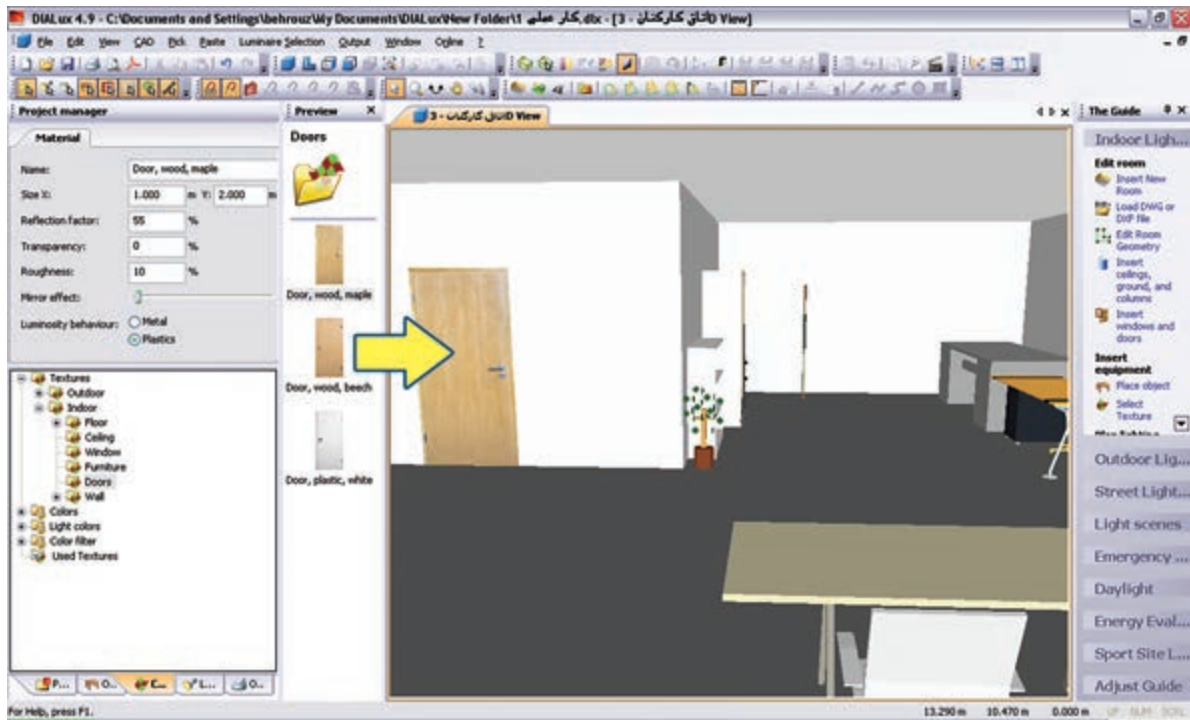 DIALux 4.9 - C:\Documents and Settings\behrouz\My Documents\DIALux\New Folder\1 کار عملی.dlx - [3 - اتاق کارکنان D View]
File Edit View CAD Pick Paste Luminaire Selection Output Window Online ?
Project manager
Material
Name: Door, wood, maple
Size X: 1.000 m Y: 2.000 m
Reflection factor: 55 %
Transparency: 0 %
Roughness: 10 %
Mirror effect:
Luminosity behaviour: Metal
Plastics
Textures
Outdoor
Indoor
Floor
Ceiling
Window
Furniture
Doors
Wall
Colors
Light colors
Color filter
Used Textures
P... O... C... L... O..
For Help, press F1.
Preview X
Doors
Door, wood, maple
Door, wood, beech
Door, plastic, white
3 - اتاق کارکنان D View
The Guide
Indoor Ligh...
Edit room
Insert New
Room
Load DWG or
DXF file
Edit Room
Geometry
Insert
ceilings,
ground, and
columns
Insert
windows and
doors
Insert
equipment
Place object
Select
Texture
Outdoor Lig...
Street Light...
Light scenes
Emergency ...
Daylight
Energy Eval...
Sport Site L...
Adjust Guide
13.290 m 10.470 m 0.000 m UP NUM SCRL